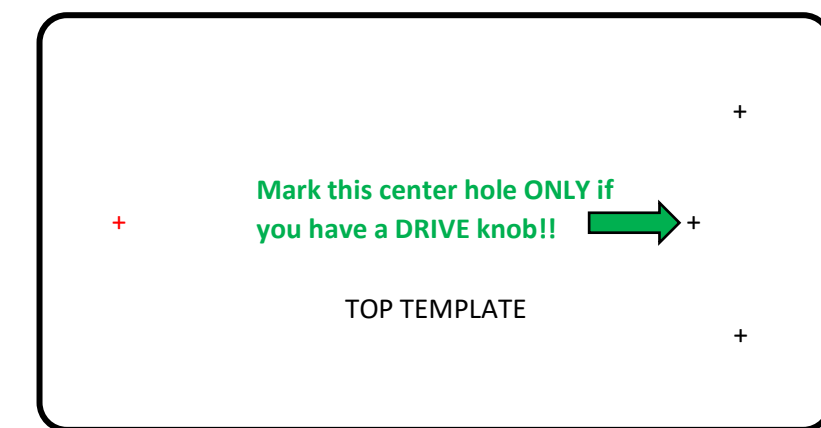 +
Mark this center hole ONLY if
+ you have a DRIVE knob!! +
TOP TEMPLATE
+